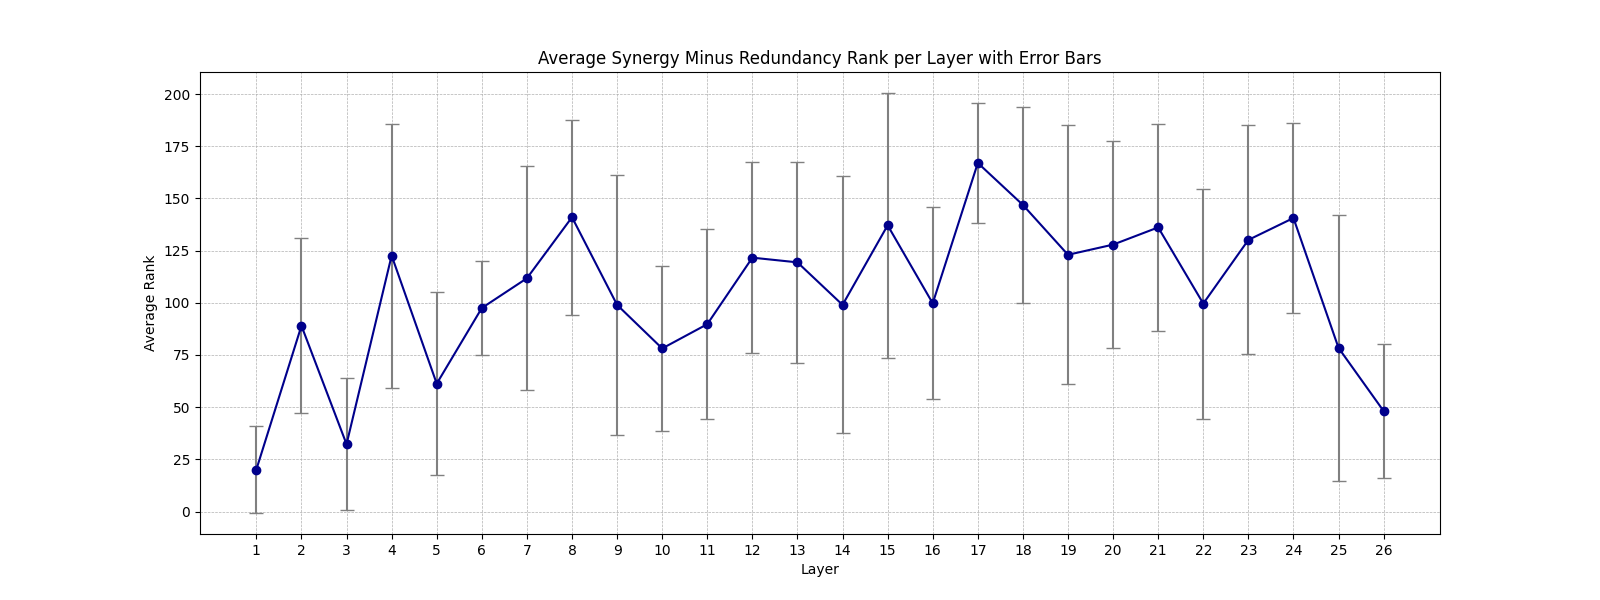 Average Synergy Minus Redundancy Rank per Layer with Error Bars
200
175
150
125
100
75
50
25
0
Average Rank
1 2 3 4 5 6 7 8 9 10 11 12 13 14 15 16 17 18 19 20 21 22 23 24 25 26
Layer